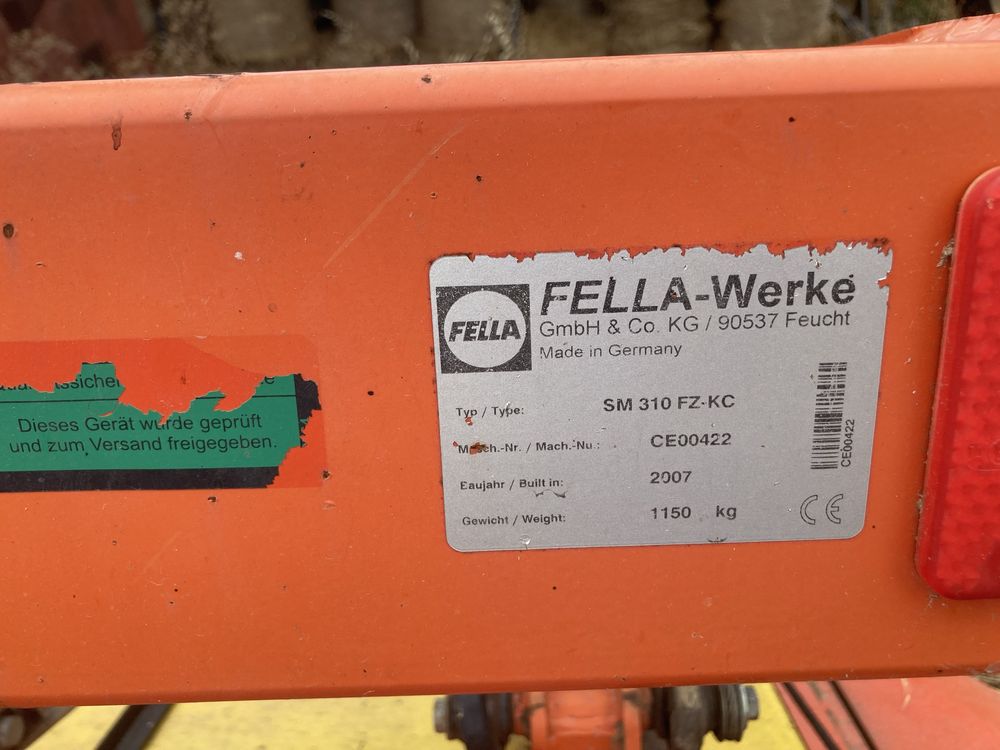 FELLA
FELLA-Werke
GmbH & Co. KG / 90537 Feucht
Made in Germany
Typ / Type: SM 310 FZ-KC
Masch.-Nr. / Mach.-Nu.: CE00422
Baujahr / Built in: 2007
Gewicht / Weight: 1150 kg
CE
CE00422
Dieses Gerät wurde geprüft
und zum Versand freigegeben.